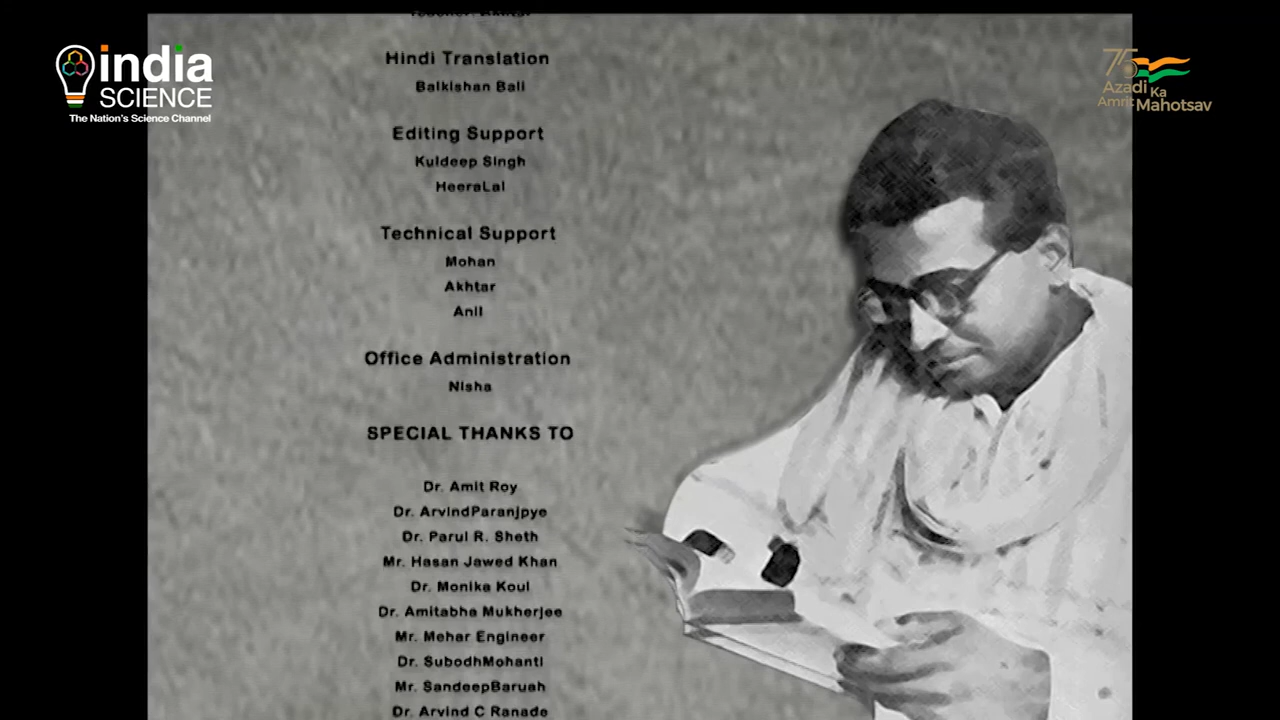 india
SCIENCE
The Nation's Science Channel
75
Azadi Ka
Amrit Mahotsav
Hindi Translation
Balkishan Bali
Editing Support
Kuldeep Singh
HeeraLal
Technical Support
Mohan
Akhtar
Anil
Office Administration
Nisha
SPECIAL THANKS TO
Dr. Amit Roy
Dr. ArvindParanjpye
Dr. Parul R. Sheth
Mr. Hasan Jawed Khan
Dr. Monika Koul
Dr. Amitabha Mukherjee
Mr. Mehar Engineer
Dr. SubodhMohanti
Mr. SandeepBaruah
Dr. Arvind C Ranade